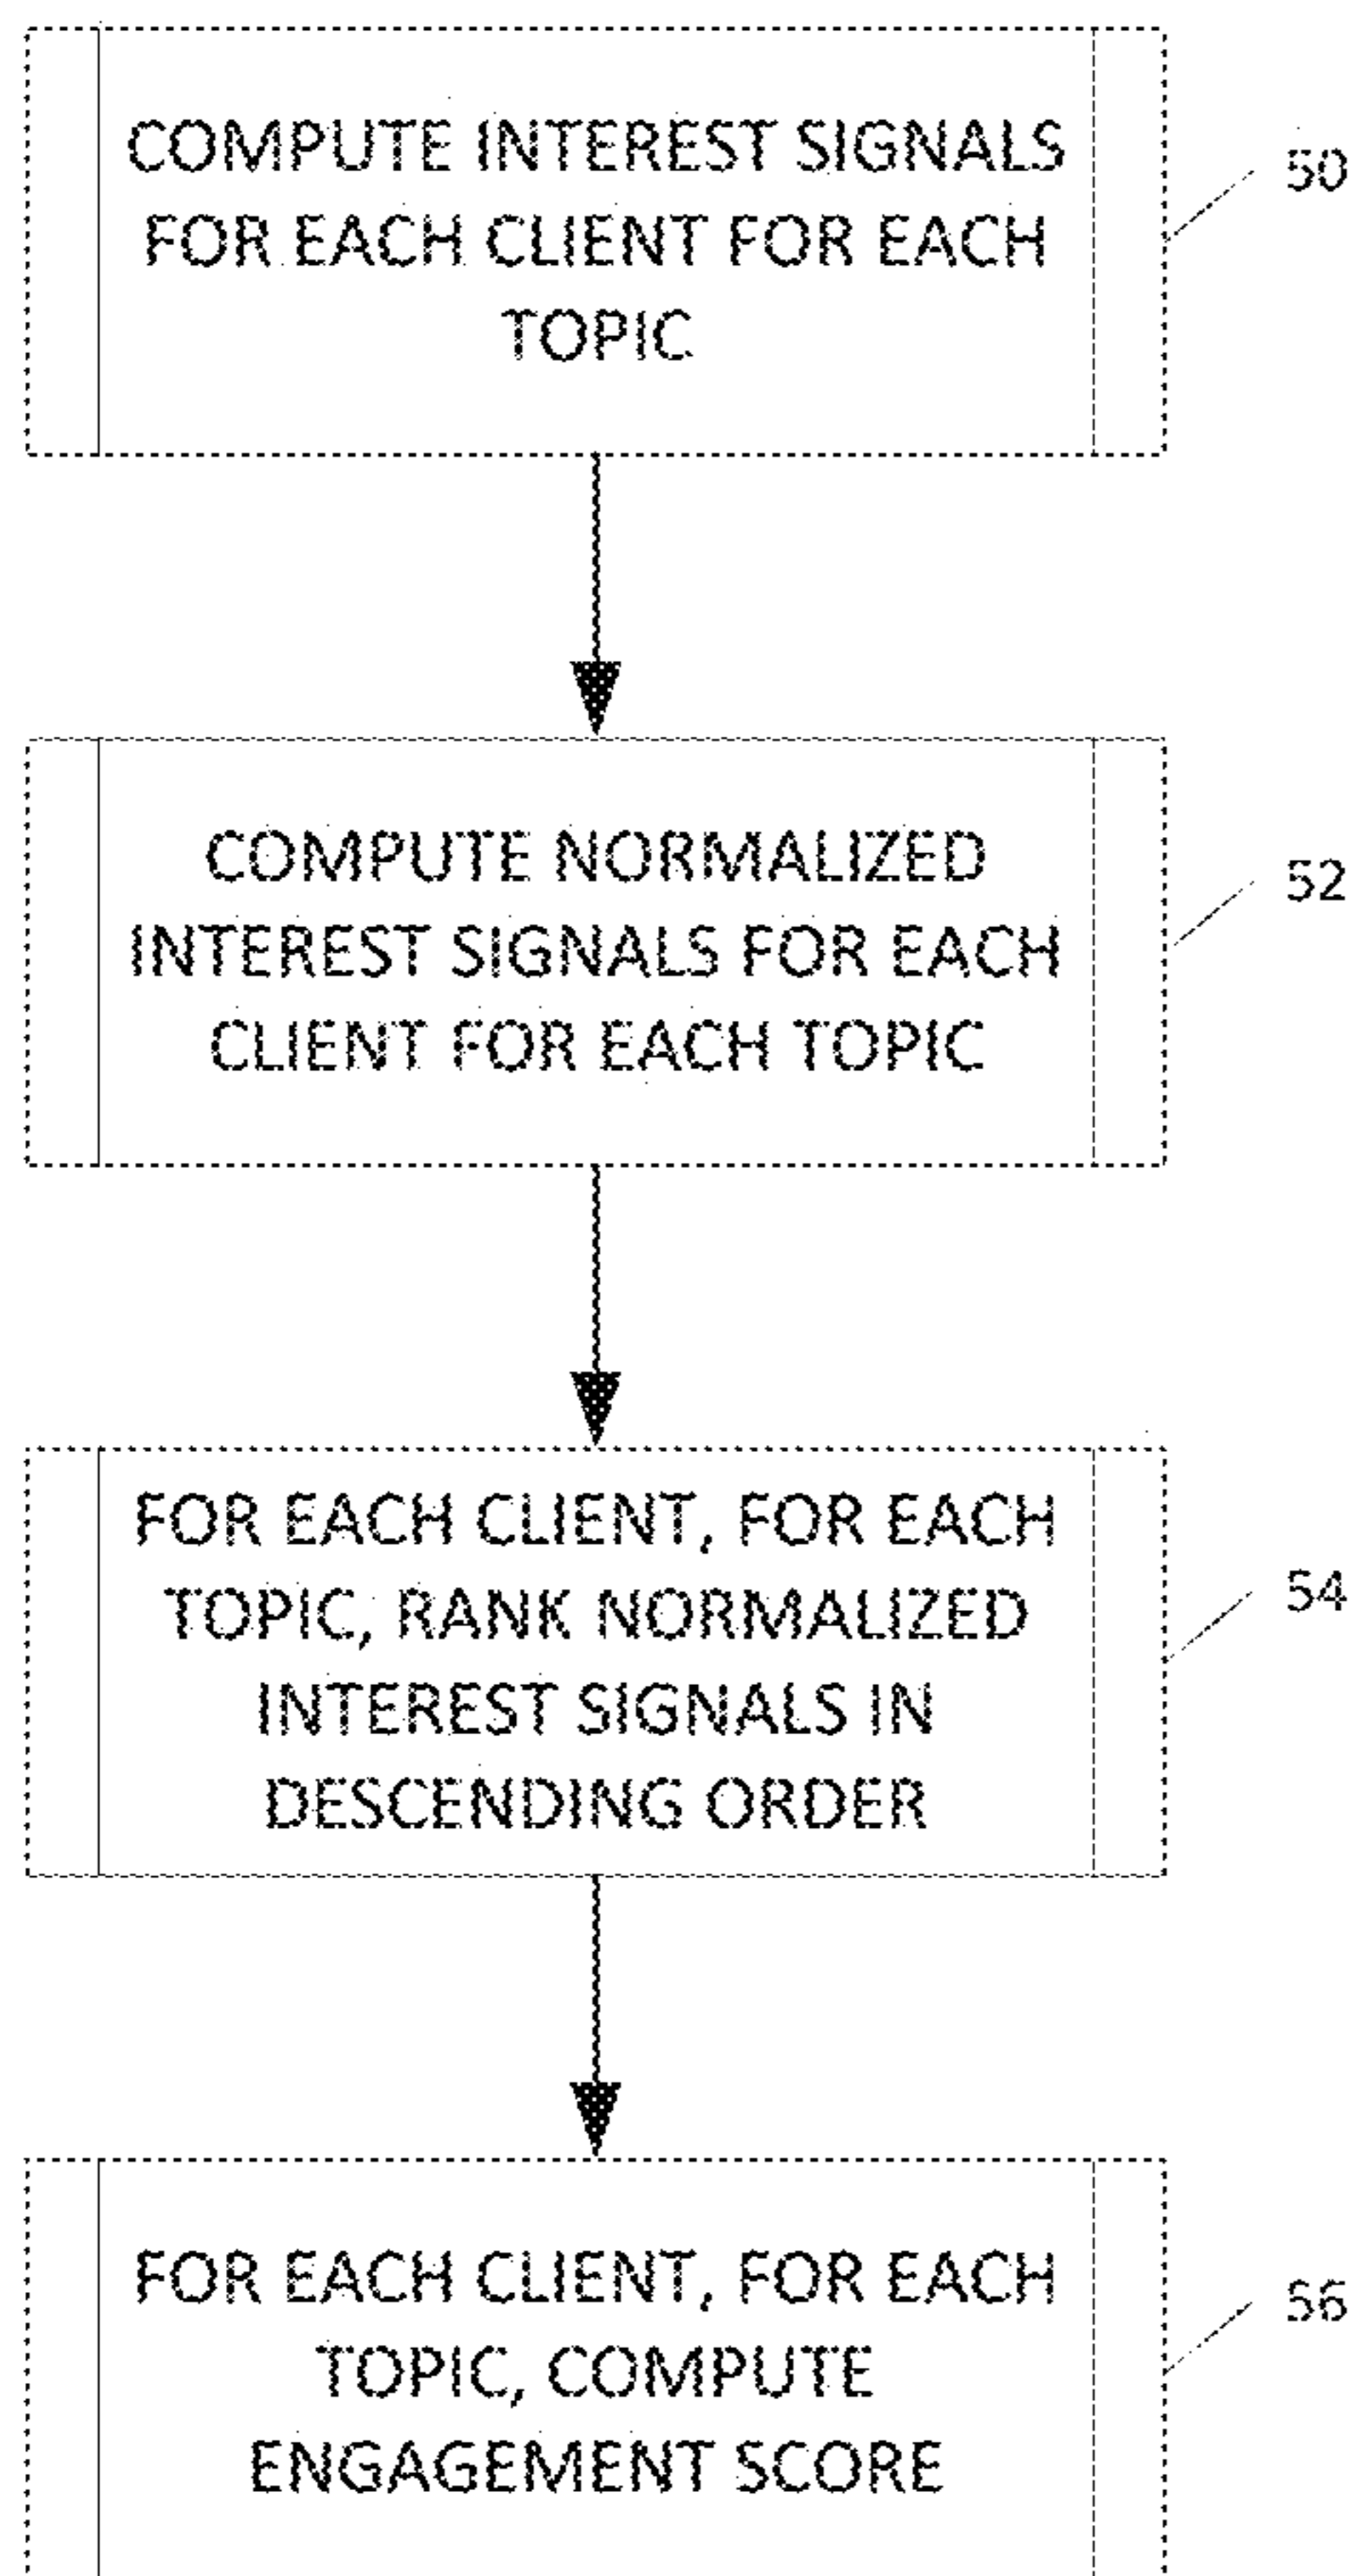 COMPUTE INTEREST SIGNALS
FOR EACH CLIENT FOR EACH
TOPIC
50
COMPUTE NORMALIZED
INTEREST SIGNALS FOR EACH
CLIENT FOR EACH TOPIC
52
FOR EACH CLIENT, FOR EACH
TOPIC, RANK NORMALIZED
INTEREST SIGNALS IN
DESCENDING ORDER
54
FOR EACH CLIENT, FOR EACH
TOPIC, COMPUTE
ENGAGEMENT SCORE
56